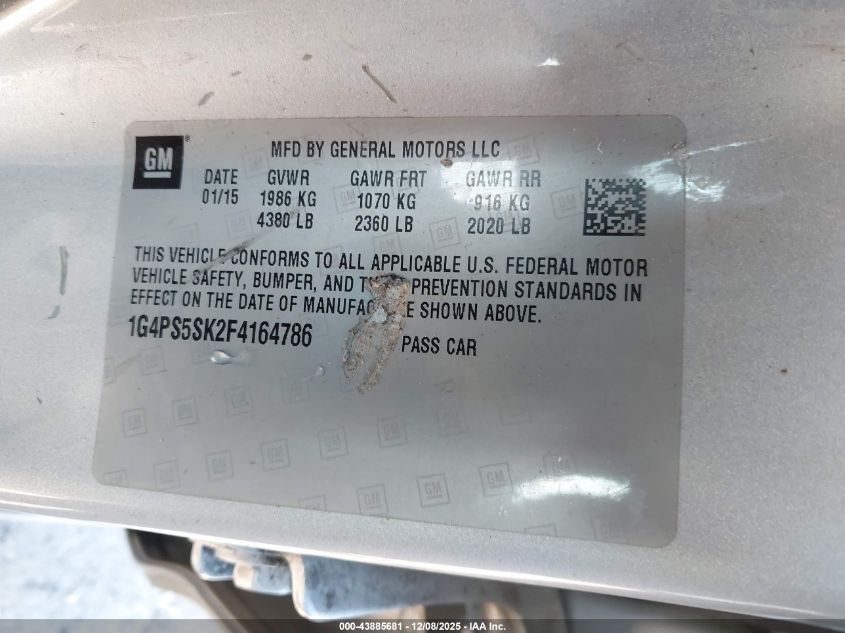 GM
MFD BY GENERAL MOTORS LLC
DATE GVWR GAWR FRT GAWR RR
01/15 1986 KG 1070 KG 916 KG
4380 LB 2360 LB 2020 LB
THIS VEHICLE CONFORMS TO ALL APPLICABLE U.S. FEDERAL MOTOR
VEHICLE SAFETY, BUMPER, AND PREVENTION STANDARDS IN
EFFECT ON THE DATE OF SHOWN ABOVE.
1G4PS5SK2F4164786 PASS CAR
000-43885681 | 12/08/2025 | IAA Inc.